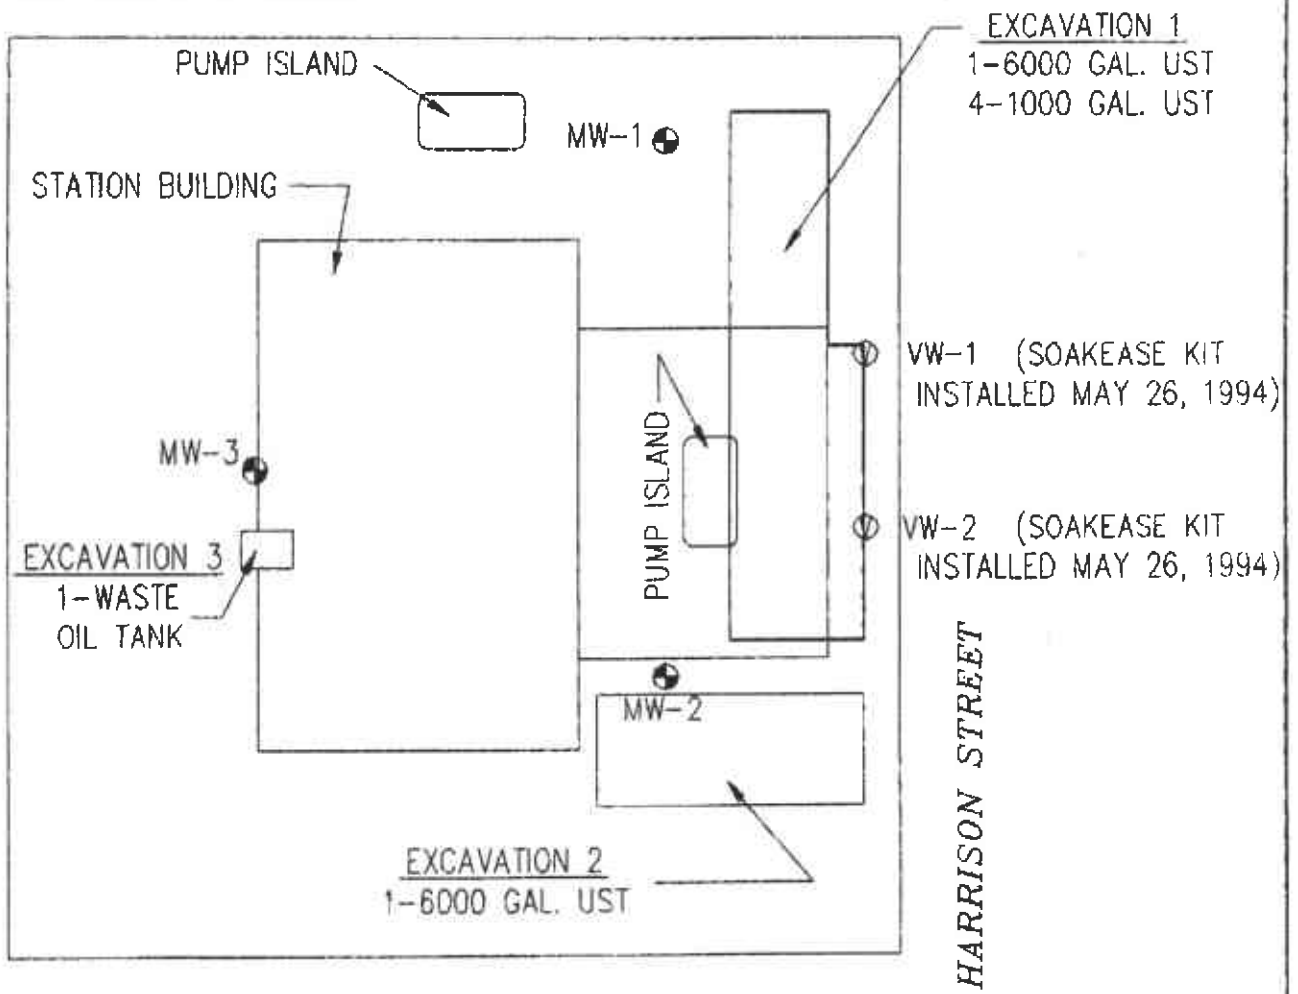 EXCAVATION 1
1-6000 GAL. UST
4-1000 GAL. UST
PUMP ISLAND
MW-1
STATION BUILDING
VW-1 (SOAKEASE KIT
INSTALLED MAY 26, 1994)
MW-3
PUMP ISLAND
VW-2 (SOAKEASE KIT
INSTALLED MAY 26, 1994)
EXCAVATION 3
1-WASTE
OIL TANK
MW-2
HARRISON STREET
EXCAVATION 2
1-6000 GAL. UST